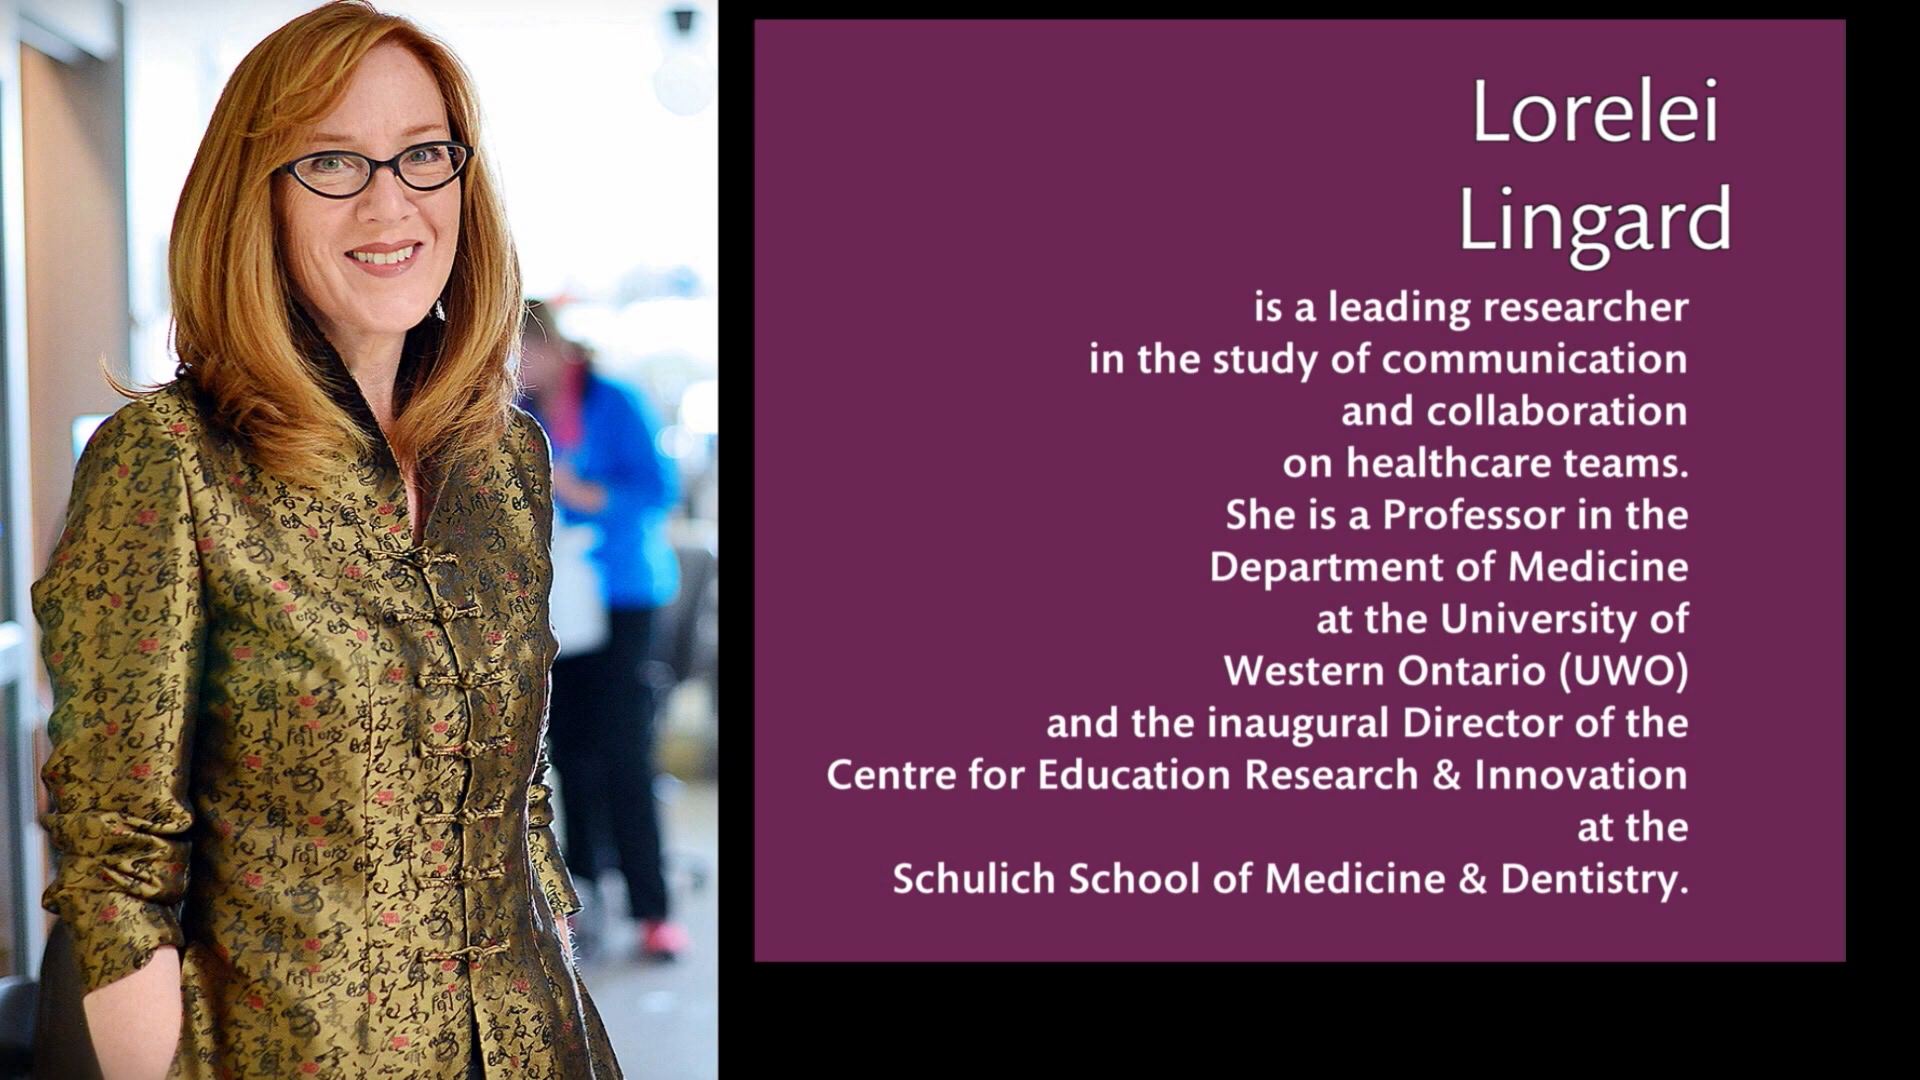 Lorelei
Lingard
is a leading researcher
in the study of communication
and collaboration
on healthcare teams.
She is a Professor in the
Department of Medicine
at the University of
Western Ontario (UWO)
and the inaugural Director of the
Centre for Education Research & Innovation
at the
Schulich School of Medicine & Dentistry.